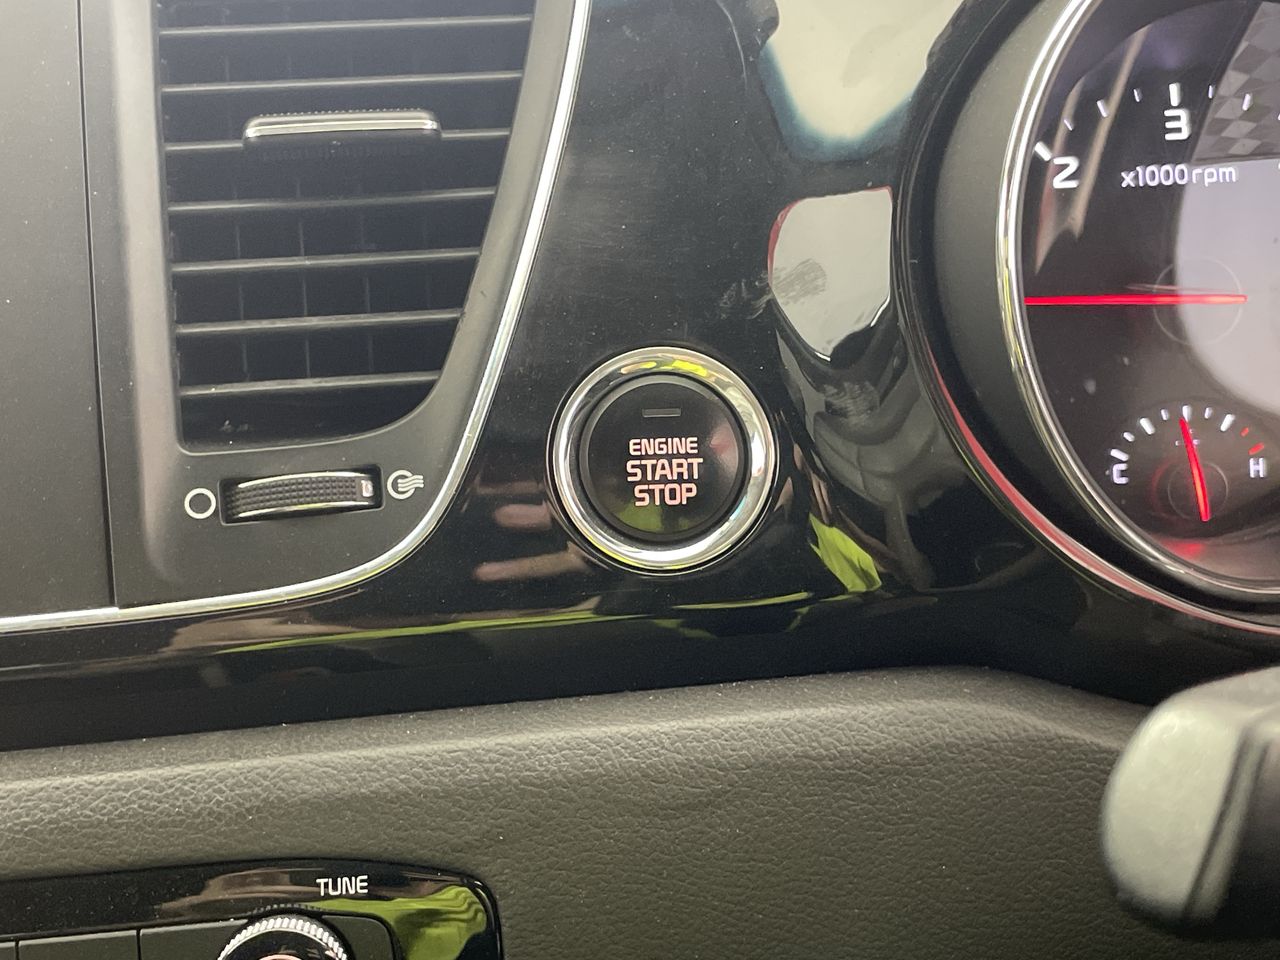 3
2
x1000rpm
ENGINE
START
STOP
C
H
TUNE